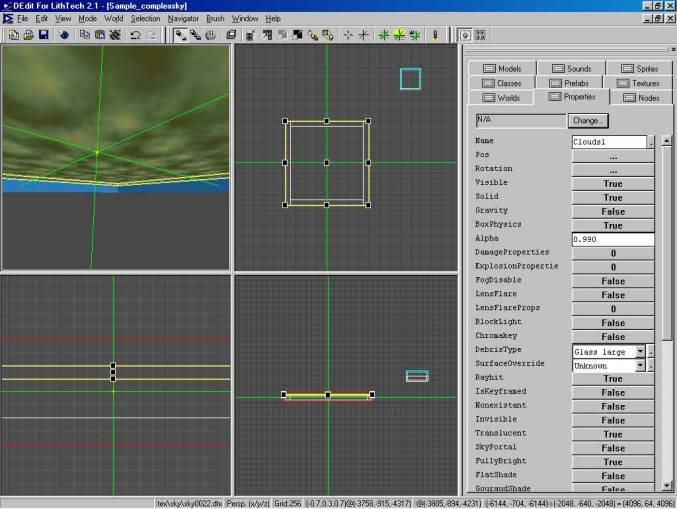 DEdit For LithTech 2.1 - [Sample_complexsky]
File Edit View Mode World Selection Navigator Brush Window Help
Models Sounds Sprites
Classes Prefabs Textures
Worlds Properties Nodes
N/A Change...
Name Clouds1 .
Pos ...
Rotation ...
Visible True
Solid True
Gravity False
BoxPhysics True
Alpha 0.990
DamageProperties 0
ExplosionPropertie 0
FogDisable False
LensFlare False
LensFlareProps 0
BlockLight False
Chromakey False
DebrisType Glass large .
SurfaceOverride Unknown .
Rayhit True
IsKeyframed False
Nonexistant False
Invisible False
Translucent True
SkyPortal False
FullyBright True
FlatShade False
GouraudShade False
tex\sky\sky0022.dtx Persp. (x/y/z) Grid:256 (-0.7,0.3,0.7)@(-3758,-915,-4317) (@(-3805,-894,-4231) (-6144, -704, -6144)>(-2048, -640, -2048) = (4096, 64, 4096)